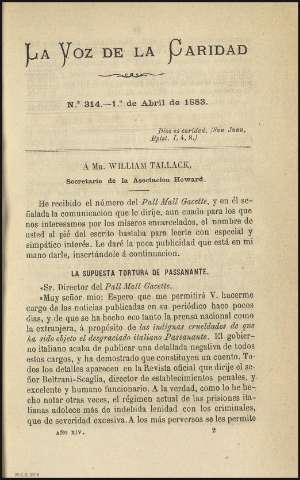 LA VOZ DE LA CARIDAD
N.º 314.—1.º de Abril de 1883.
Dios es caridad. (San Juan,
Epíst. I, 4, 8.)
Á MR. WILLIAM TALLACK,
Secretario de la Asociacion Howard.
He recibido el número del Pall Mall Gacette, y en él se-
ñalada la comunicacion que le dirije, aun cuando para los que
nos interesamos por los míseros encarcelados, el nombre de
usted al pié del escrito bastaba para leerle con especial y
simpático interés. Le daré la poca publicidad que está en mi
mano darle, insertándole á continuacion.
LA SUPUESTA TORTURA DE PASSANANTE.
«Sr. Director del Pall Mall Gacette.
»Muy señor mio: Espero que me permitirá V. hacerme
cargo de las noticias publicadas en su periódico hace pocos
dias, y de que se ha hecho eco tanto la prensa nacional como
la extranjera, á propósito de las indignas crueldades de que
ha sido objeto el desgraciado italiano Passanante. El gobier-
no italiano acaba de publicar una detallada negativa de todos
estos cargos, y ha demostrado que constituyen un cuento. To-
dos los detalles aparecen en la Revista oficial que dirije el se-
ñor Beltrani-Scaglia, director de establecimientos penales, y
excelente y humano funcionario. A la verdad, como lo he he-
cho notar otras veces, el régimen actual de las prisiones ita-
lianas adolece más de indebida lenidad con los criminales,
que de severidad excesiva. A los más perversos se les permite
AÑO XIV. 2